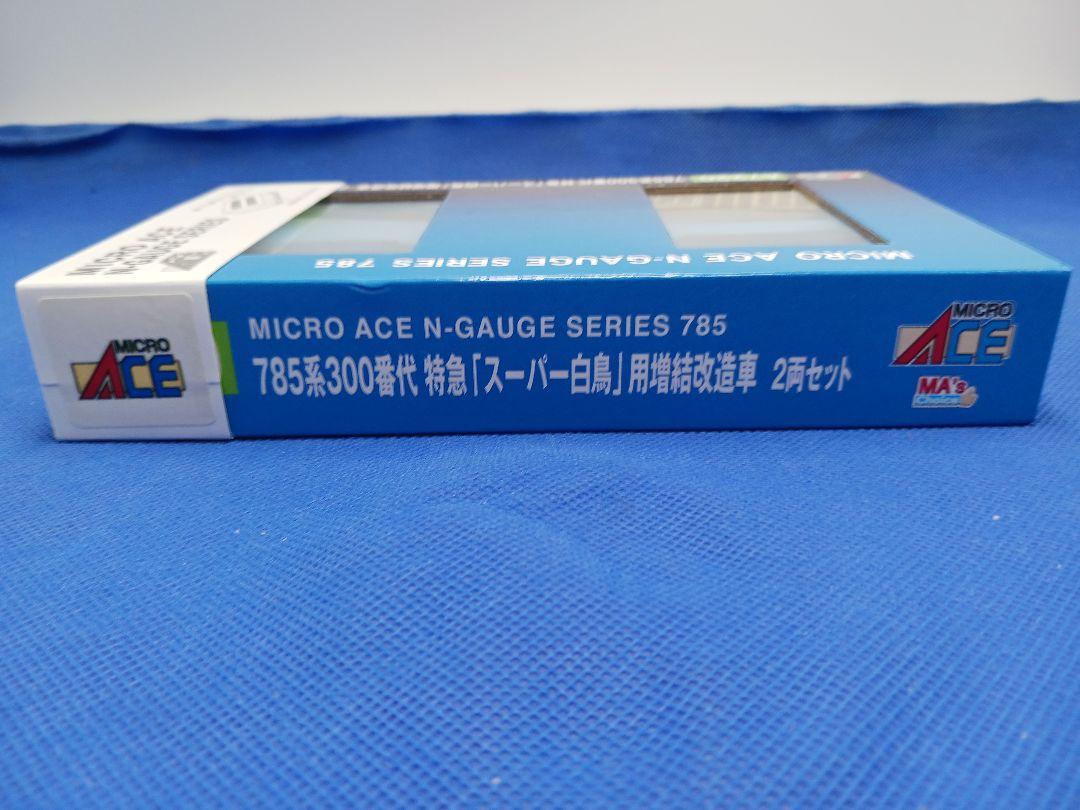 MICRO ACE
N-GAUGE SERIES
MICRO ACE N-GAUGE SERIES 785
MICRO
ACE
MICRO ACE N-GAUGE SERIES 785
785系300番代 特急「スーパー白鳥」用増結改造車 2両セット
MICRO
ACE
MA's
Choice